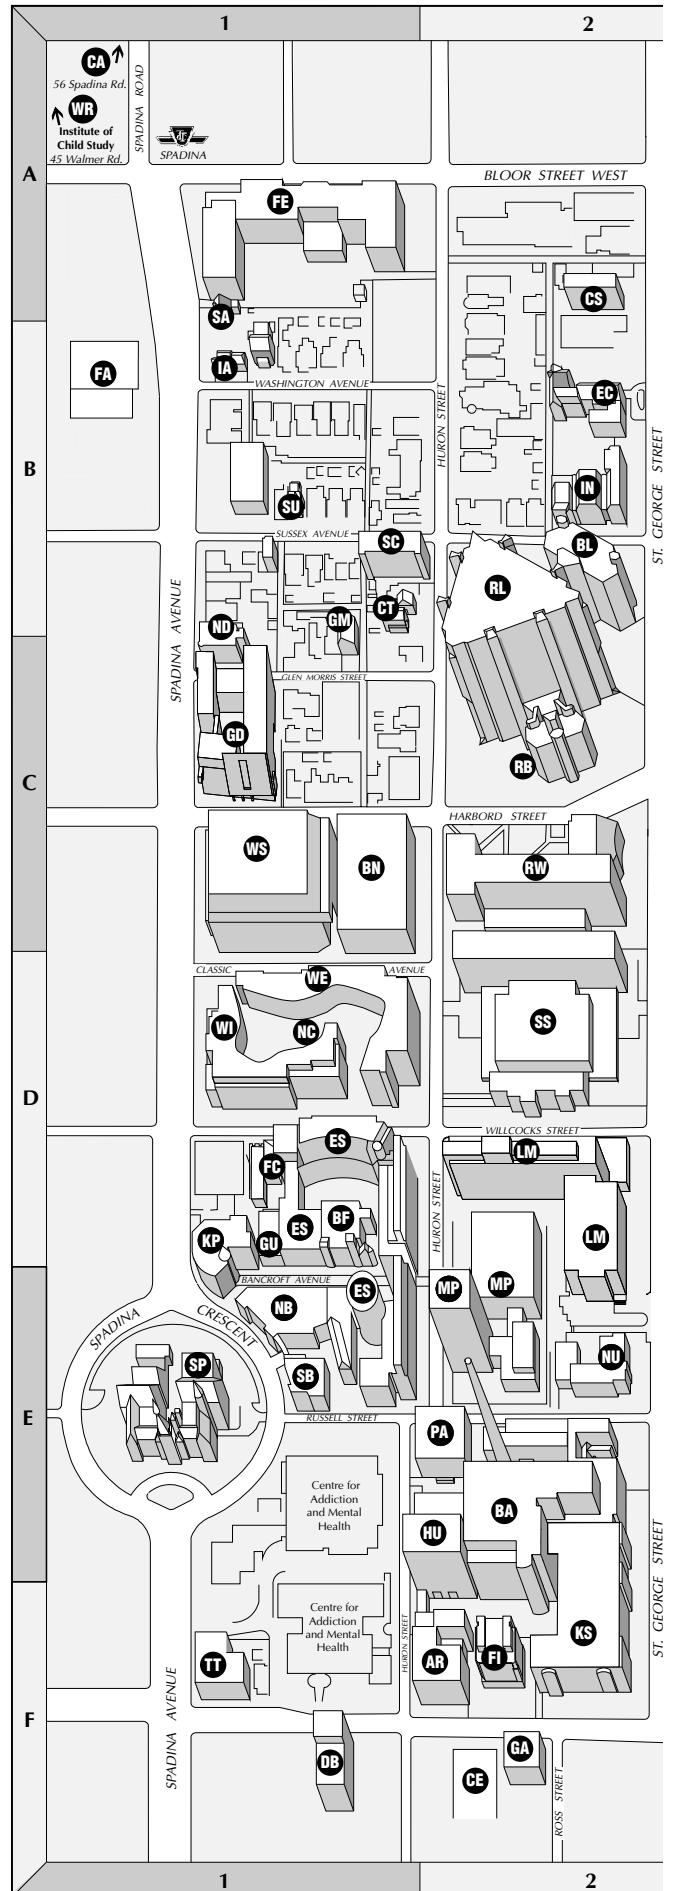 1
2
CA
56 Spadina Rd.
WR
Institute of
Child Study
45 Walmer Rd.
SPADINA ROAD
SPADINA
A
BLOOR STREET WEST
FE
CS
SA
IA
FA
WASHINGTON AVENUE
EC
HURON STREET
B
SU
IN
ST. GEORGE STREET
SUSSEX AVENUE
SC
BL
RL
CT
GM
ND
SPADINA AVENUE
GLEN MORRIS STREET
GD
RB
C
HARBORD STREET
WS
BN
RW
CLASSIC AVENUE
WE
WI
NC
SS
D
WILLCOCKS STREET
ES
LM
FC
HURON STREET
BF
ES
KP
GU
LM
BANCROFT AVENUE
ES
MP
MP
NB
SPADINA CRESCENT
SP
SB
NU
E
RUSSELL STREET
PA
Centre for
Addiction
and Mental
Health
BA
HU
ST. GEORGE STREET
Centre for
Addiction
and Mental
Health
KS
HURON STREET
TT
AR
FI
SPADINA AVENUE
F
DB
GA
CE
ROSS STREET
1
2